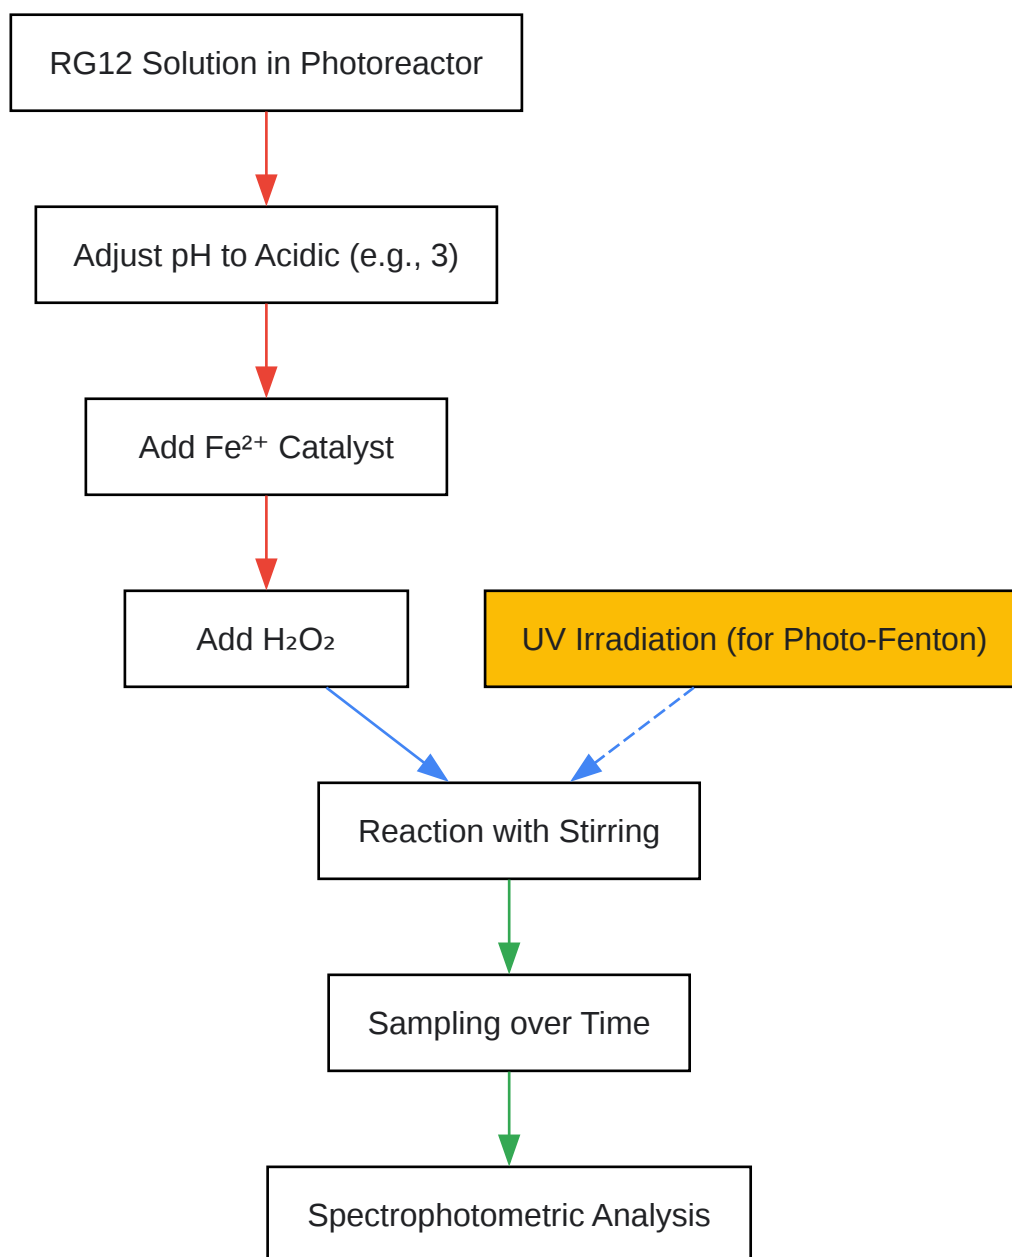 RG12 Solution in Photoreactor
Adjust pH to Acidic (e.g., 3)
Add Fe²⁺ Catalyst
Add H₂O₂
UV Irradiation (for Photo-Fenton)
Reaction with Stirring
Sampling over Time
Spectrophotometric Analysis